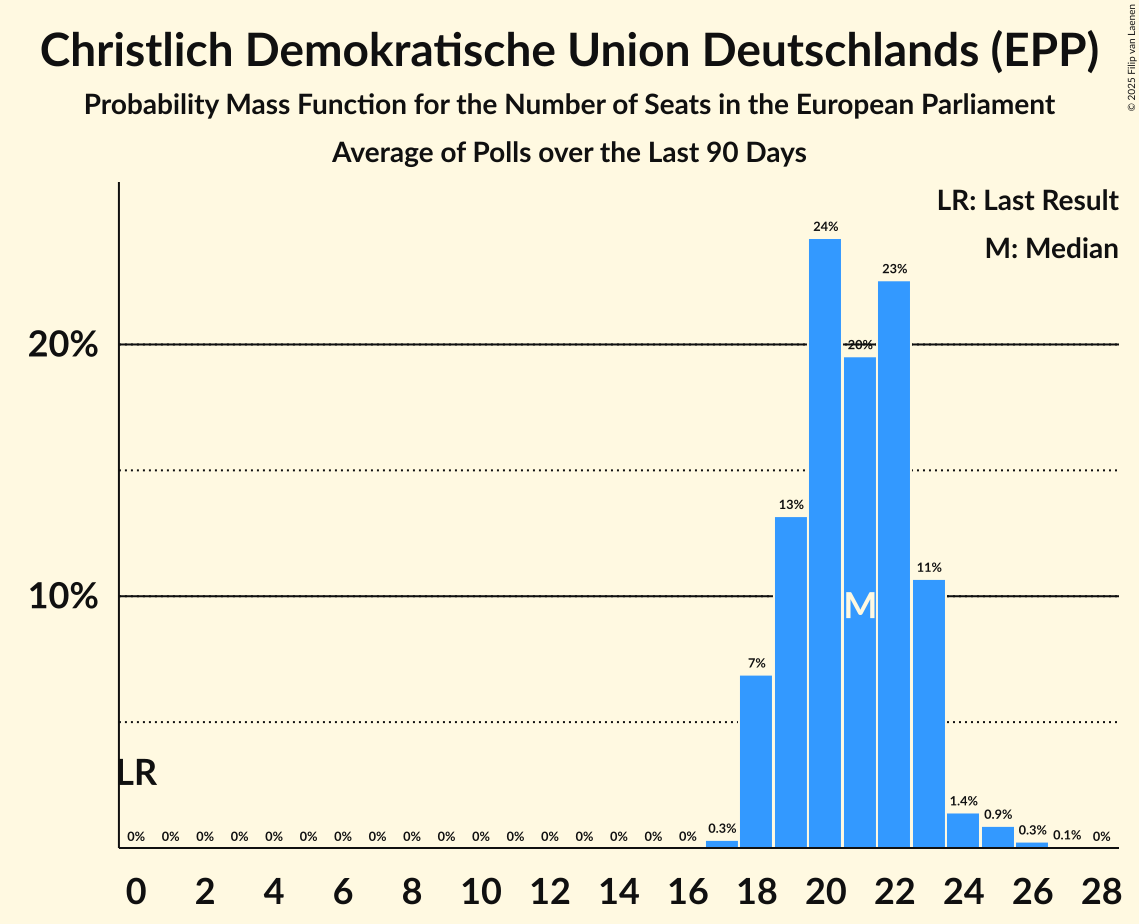 Christlich Demokratische Union Deutschlands (EPP)
Probability Mass Function for the Number of Seats in the European Parliament
Average of Polls over the Last 90 Days
© 2025 Filip van Laenen
LR: Last Result
M: Median
24%
23%
20%
20%
13%
11%
10%
M
7%
LR
0% 0% 0% 0% 0% 0% 0% 0% 0% 0% 0% 0% 0% 0% 0% 0% 0% 0.3% 1.4% 0.9% 0.3% 0.1% 0%
0 2 4 6 8 10 12 14 16 18 20 22 24 26 28